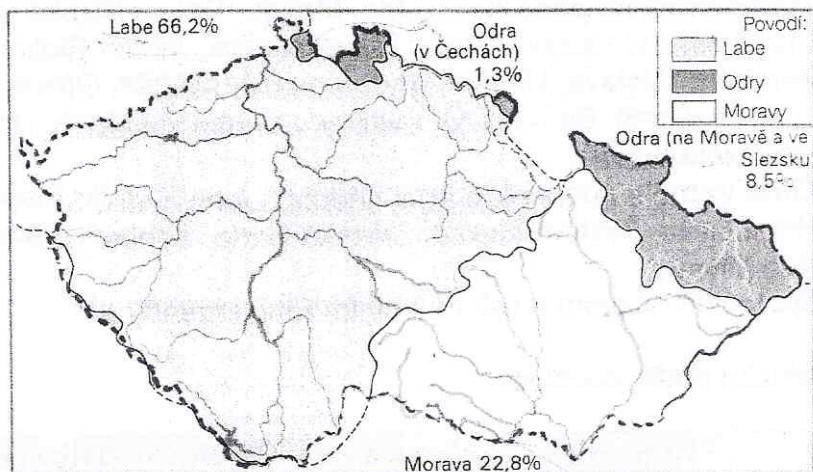 Labe 66,2%
Odra
(v Čechách)
1,3%
Povodí:
Labe
Odry
Moravy
Odra (na Moravě a ve
Slezsku
8,5%
Morava 22,8%